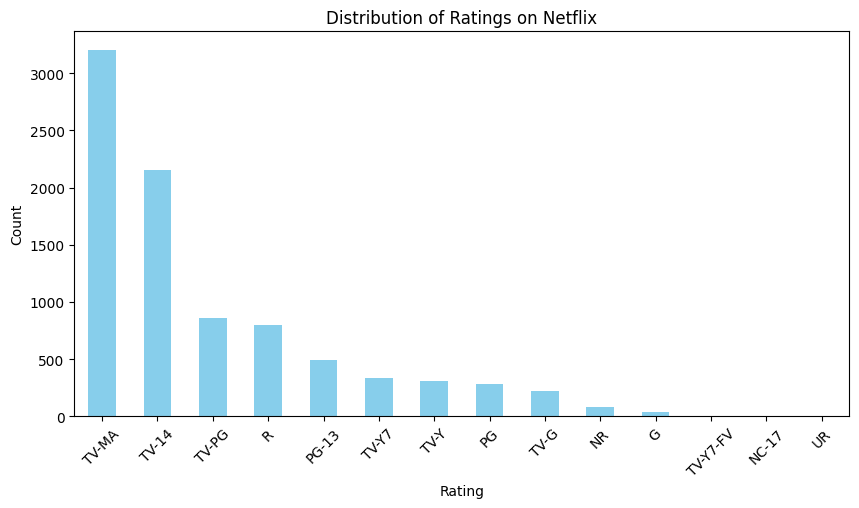 Distribution of Ratings on Netflix
Count
3000
2500
2000
1500
1000
500
0
TV-MA
TV-14
TV-PG
R
PG-13
TV-Y7
TV-Y
PG
TV-G
NR
G
TV-Y7-FV
NC-17
UR
Rating